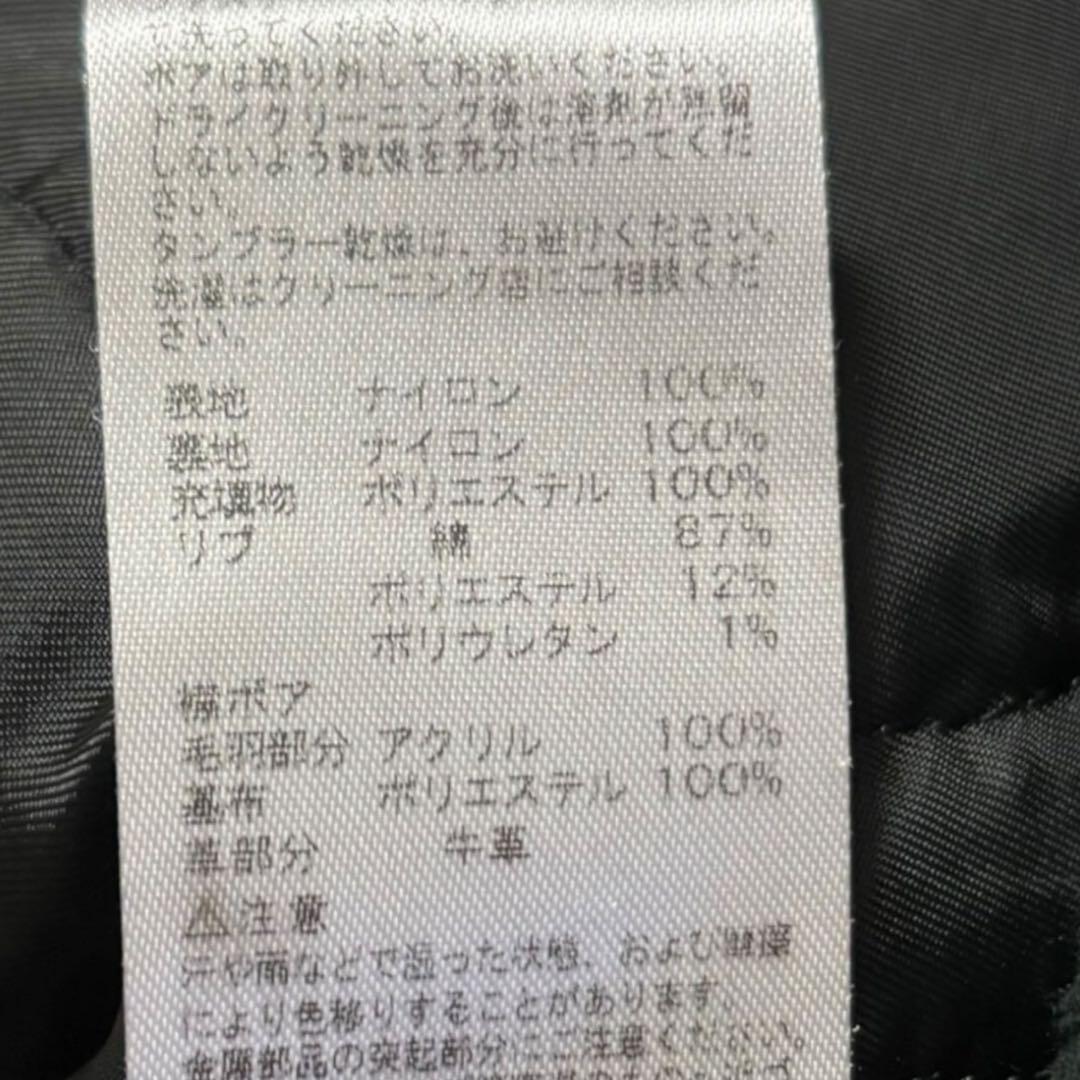 で洗ってください。
ボアは取り外してお洗いください。
ドライクリーニング後は溶剤が残留
しないよう乾燥を充分に行ってくだ
さい。
タンブラー乾燥は、お避けください。
洗濯はクリーニング店にご相談くだ
さい。
表地 ナイロン 100%
裏地 ナイロン 100%
充填物 ポリエステル 100%
リブ 綿 87%
ポリエステル 12%
ポリウレタン 1%
襟ボア
毛羽部分 アクリル 100%
基布 ポリエステル 100%
革部分 牛革
⚠注意
汗や雨などで湿った状態、および摩擦
により色移りすることがあります。
金属部品の突起部分にご注意ください。